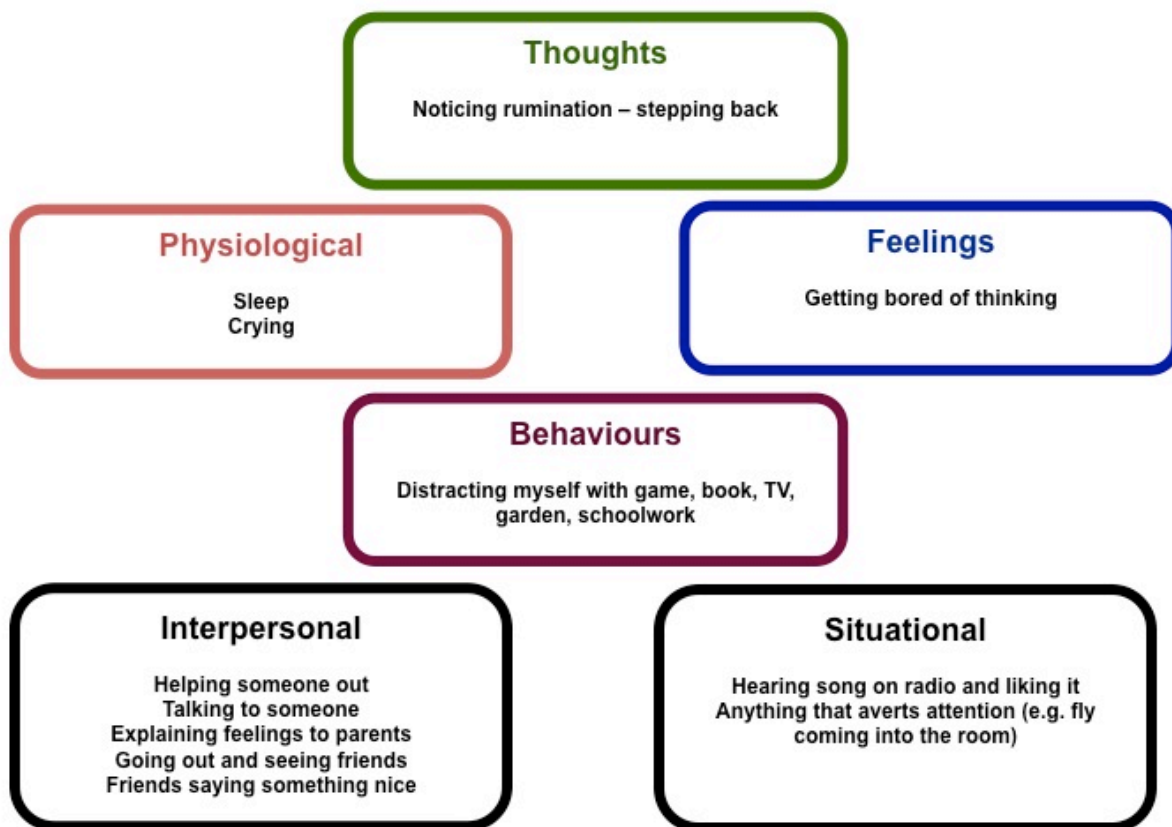 Thoughts
Noticing rumination – stepping back
Physiological
Sleep
Crying
Feelings
Getting bored of thinking
Behaviours
Distracting myself with game, book, TV,
garden, schoolwork
Interpersonal
Helping someone out
Talking to someone
Explaining feelings to parents
Going out and seeing friends
Friends saying something nice
Situational
Hearing song on radio and liking it
Anything that averts attention (e.g. fly
coming into the room)